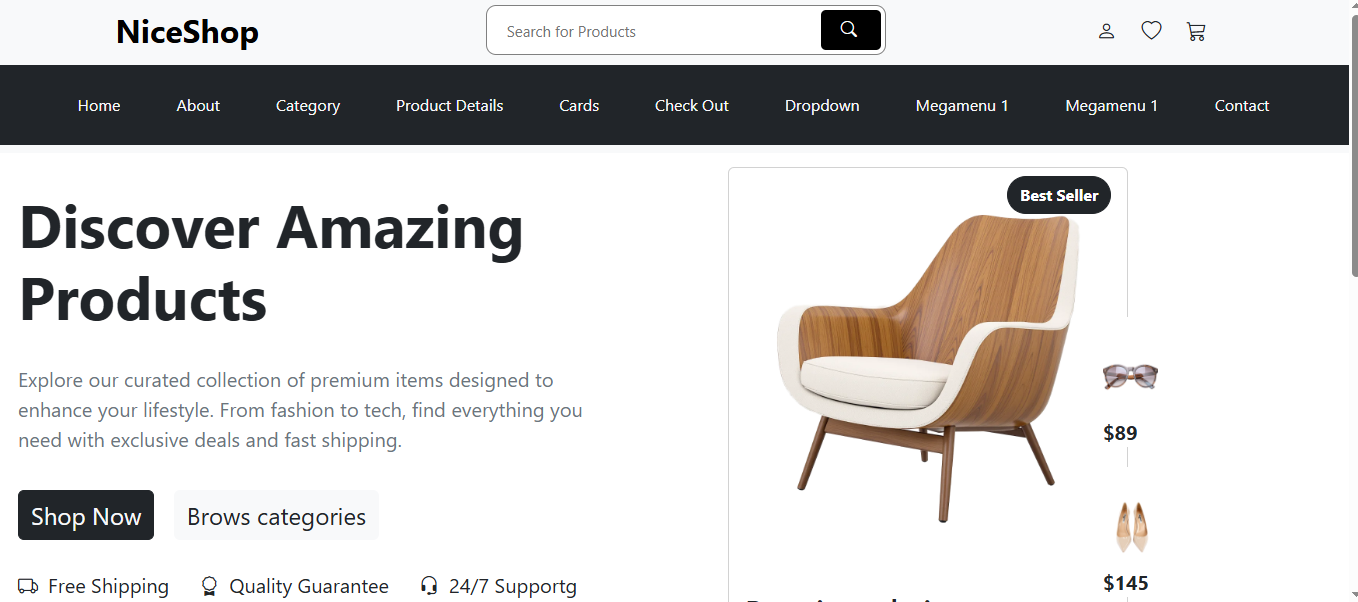 NiceShop
Search for Products
Home About Category Product Details Cards Check Out Dropdown Megamenu 1 Megamenu 1 Contact
Discover Amazing
Products
Explore our curated collection of premium items designed to
enhance your lifestyle. From fashion to tech, find everything you
need with exclusive deals and fast shipping.
Shop Now Brows categories
Free Shipping Quality Guarantee 24/7 Supportg
Best Seller
$89
$145